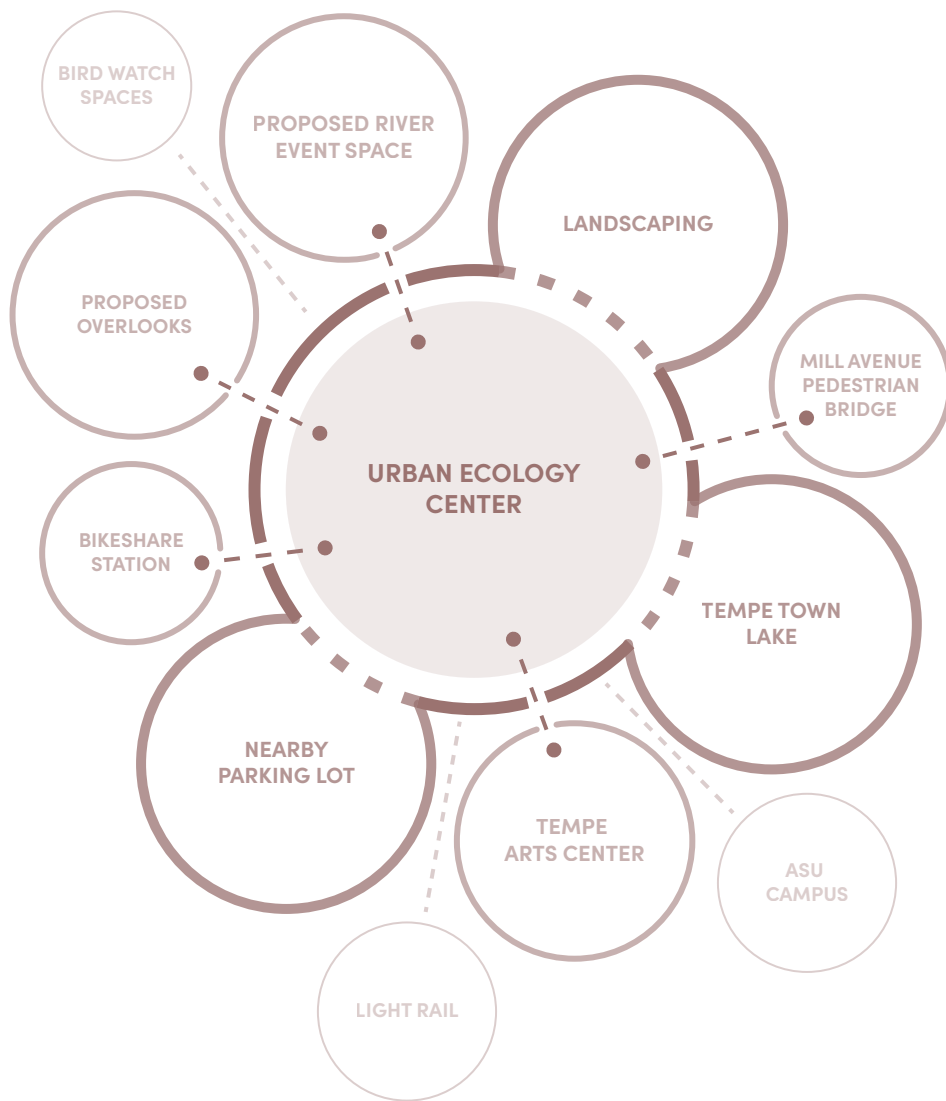 BIRD WATCH
SPACES
PROPOSED RIVER
EVENT SPACE
LANDSCAPING
PROPOSED
OVERLOOKS
MILL AVENUE
PEDESTRIAN
BRIDGE
URBAN ECOLOGY
CENTER
BIKESHARE
STATION
TEMPE TOWN
LAKE
NEARBY
PARKING LOT
TEMPE
ARTS CENTER
ASU
CAMPUS
LIGHT RAIL